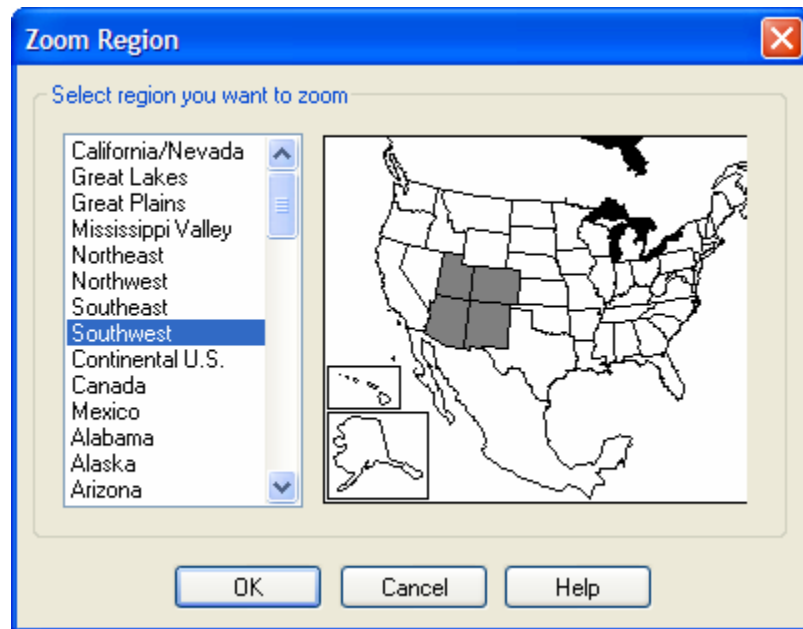 Zoom Region
Select region you want to zoom
California/Nevada
Great Lakes
Great Plains
Mississippi Valley
Northeast
Northwest
Southeast
Southwest
Continental U.S.
Canada
Mexico
Alabama
Alaska
Arizona
OK
Cancel
Help